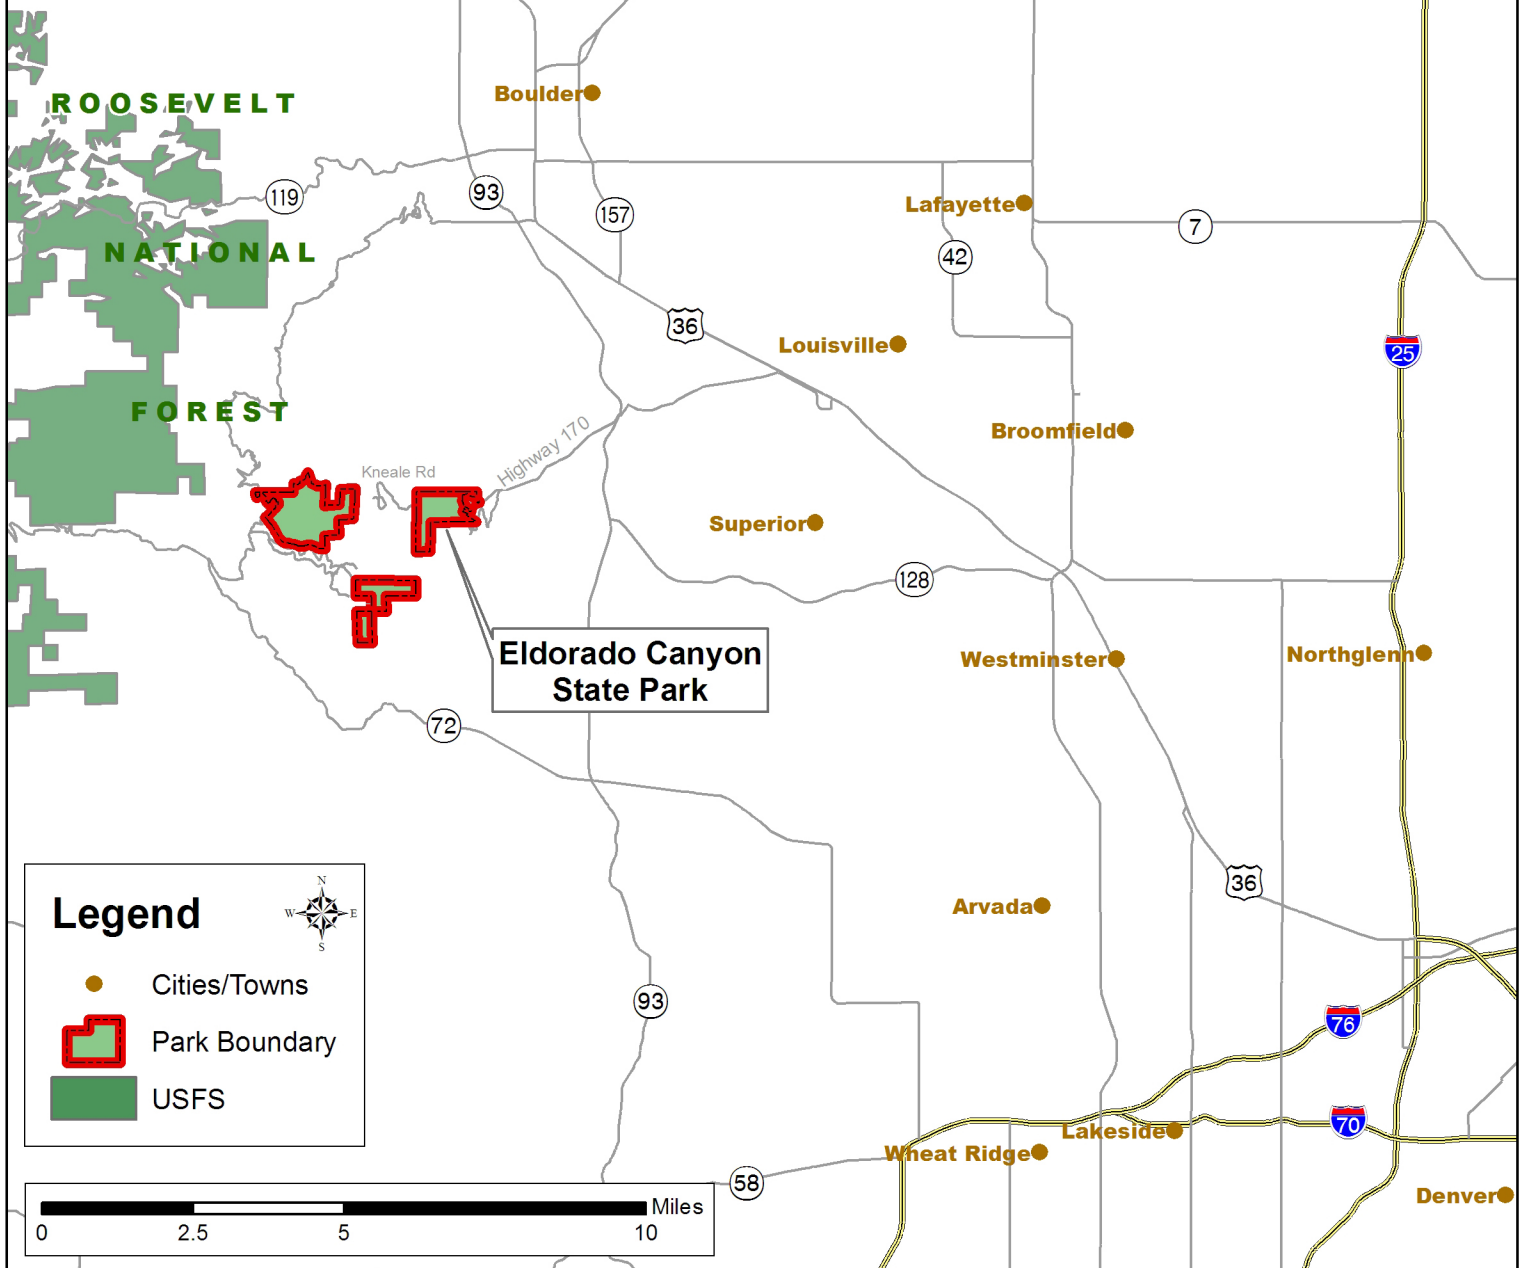 ROOSEVELT
Boulder
119
93
157
Lafayette
7
42
NATIONAL
36
Louisville
25
FOREST
Broomfield
Highway 170
Kneale Rd
Superior
128
Eldorado Canyon
State Park
Westminster
Northglenn
72
36
Arvada
93
76
70
Lakeside
Wheat Ridge
58
Denver
Legend
N
W
E
S
Cities/Towns
Park Boundary
USFS
Miles
0 2.5 5 10